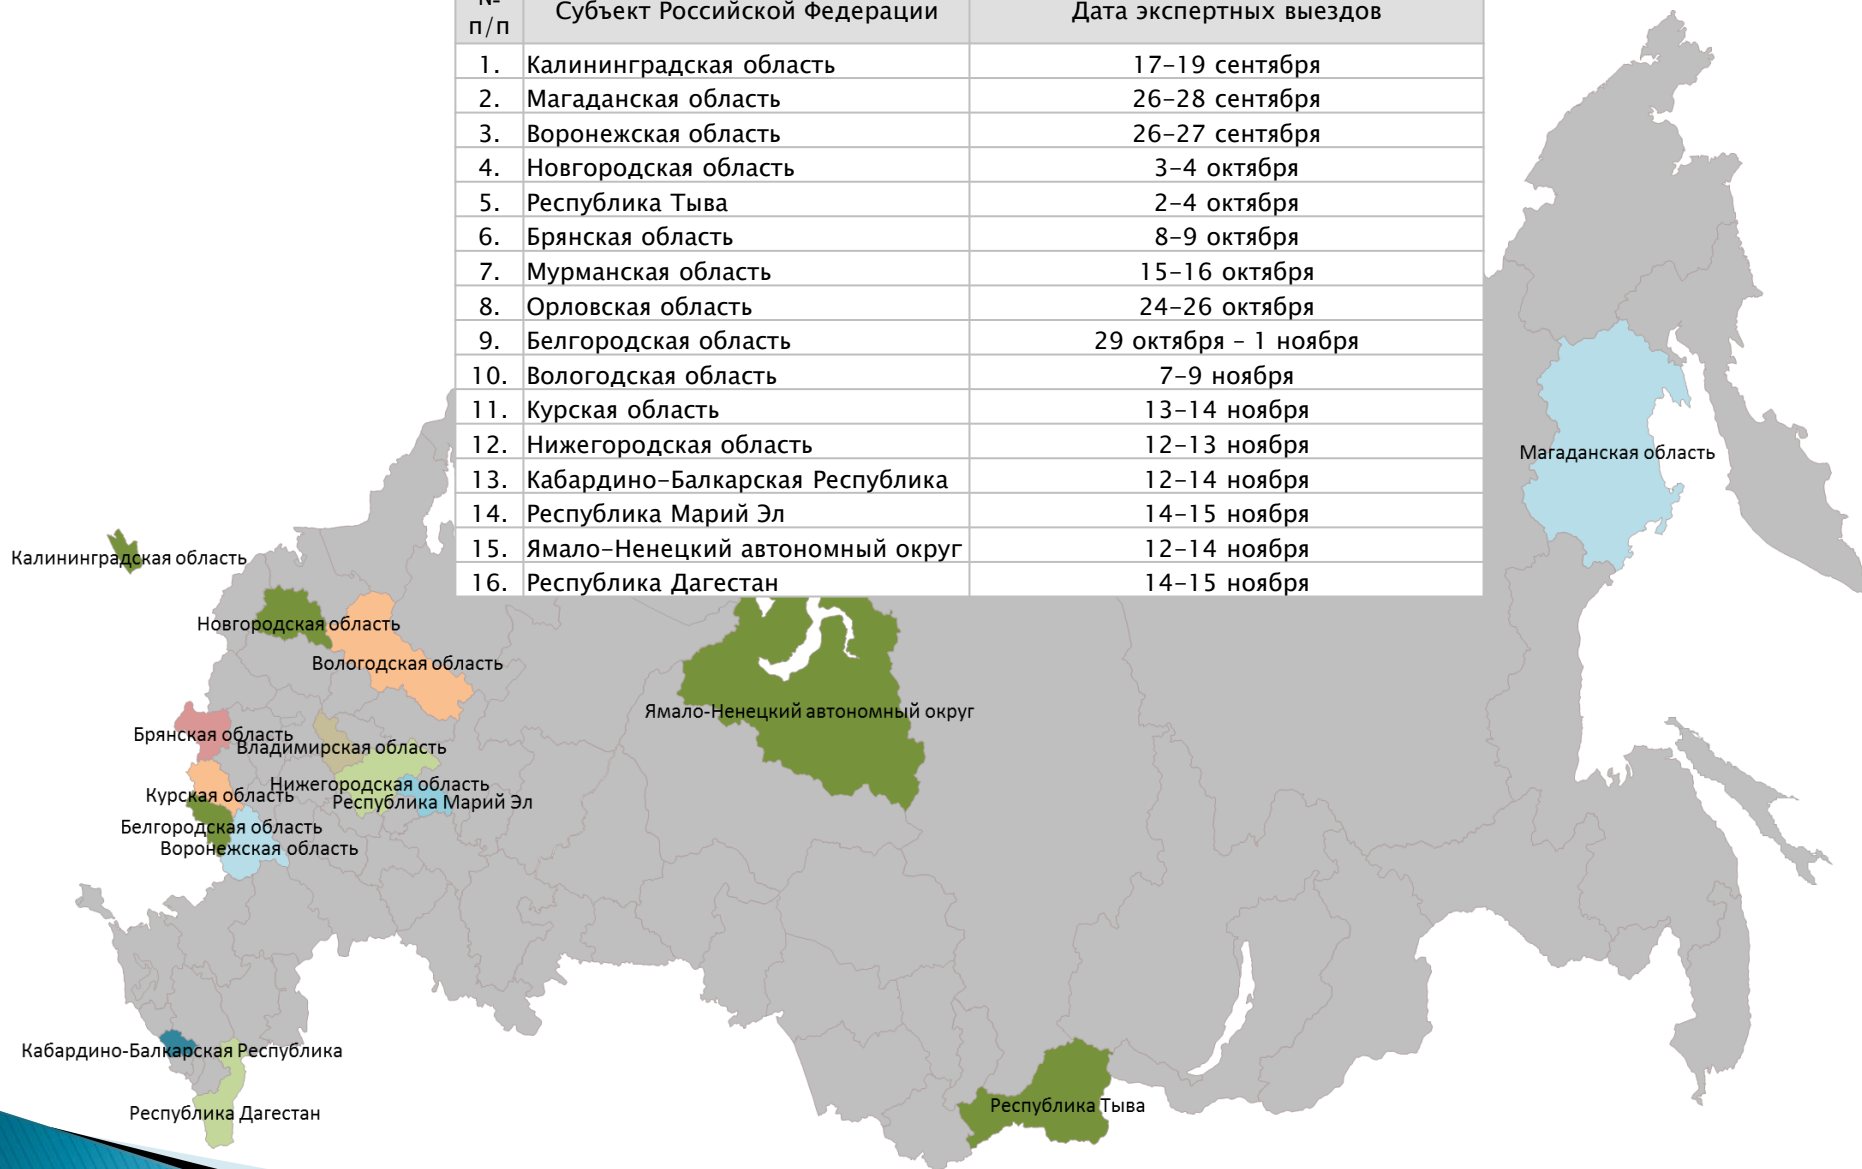 № Субъект Российской Федерации Дата экспертных выездов
п/п
1. Калининградская область 17–19 сентября
2. Магаданская область 26–28 сентября
3. Воронежская область 26–27 сентября
4. Новгородская область 3–4 октября
5. Республика Тыва 2–4 октября
6. Брянская область 8–9 октября
7. Мурманская область 15–16 октября
8. Орловская область 24–26 октября
9. Белгородская область 29 октября – 1 ноября
10. Вологодская область 7–9 ноября
11. Курская область 13–14 ноября
12. Нижегородская область 12–13 ноября
13. Кабардино–Балкарская Республика 12–14 ноября
14. Республика Марий Эл 14–15 ноября
15. Ямало–Ненецкий автономный округ 12–14 ноября
16. Республика Дагестан 14–15 ноября
Магаданская область
Калининградская область
Новгородская область
Вологодская область
Ямало-Ненецкий автономный округ
Брянская область
Владимирская область
Нижегородская область
Курская область
Республика Марий Эл
Белгородская область
Воронежская область
Кабардино-Балкарская Республика
Республика Дагестан
Республика Тыва